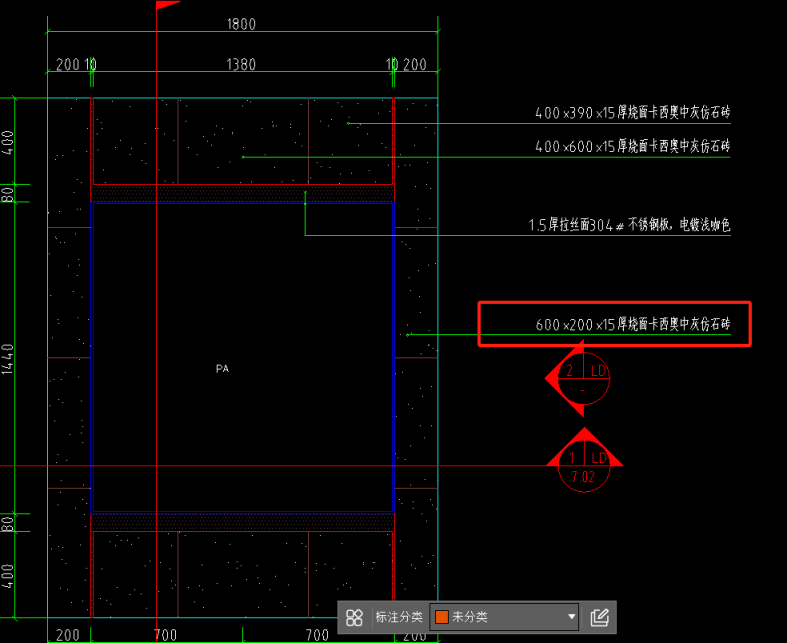 1800
200 10 1380 10 200
400×390×15厚烧面卡西奥中灰仿石砖
400
400×600×15厚烧面卡西奥中灰仿石砖
80
1.5厚拉丝面304#不锈钢板，电镀浅咖色
600×200×15厚烧面卡西奥中灰仿石砖
1440
PA
2 LD
-
1 LD
7.02
80
400
标注分类 未分类
200 700 700 200